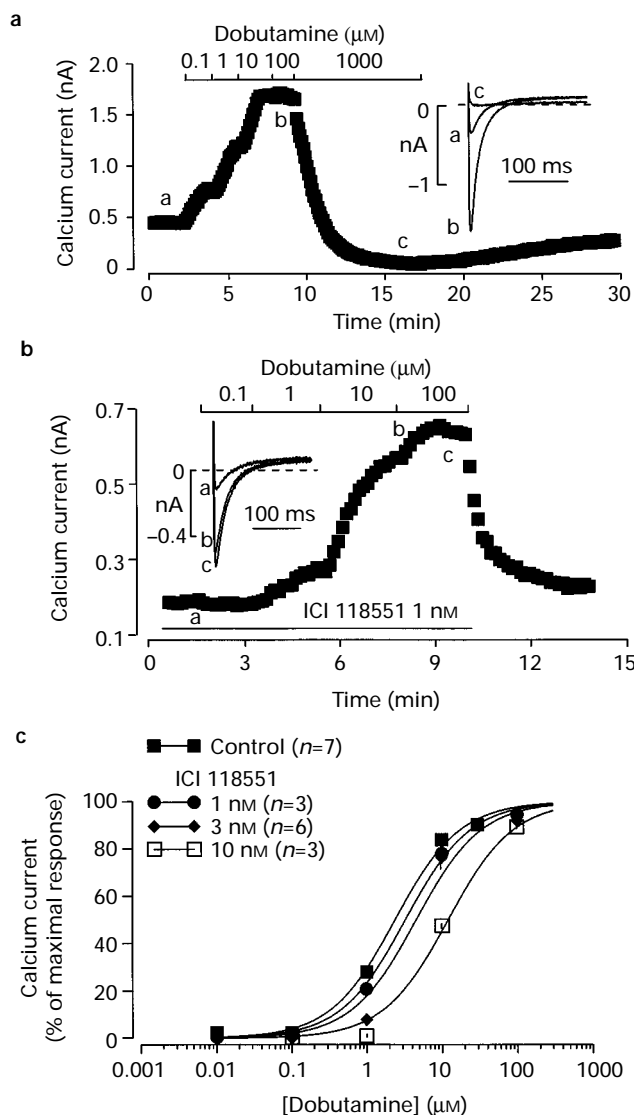 a
Dobutamine (μM)
0.1 1 10 100 1000
Calcium current (nA)
2.0
1.5
1.0
0.5
0
a
b
c
c
0
a
nA
100 ms
–1
b
0 5 10 15 20 25 30
Time (min)
b
Dobutamine (μM)
0.1 1 10 100
Calcium current (nA)
0.7
0.5
0.3
0.1
b
c
a
0
a
nA
100 ms
–0.4
b
c
ICI 118551 1 nM
0 3 6 9 12 15
Time (min)
c
Control (n=7)
ICI 118551
1 nM (n=3)
3 nM (n=6)
10 nM (n=3)
Calcium current
(% of maximal response)
100
80
60
40
20
0
0.001 0.01 0.1 1 10 100 1000
[Dobutamine] (μM)